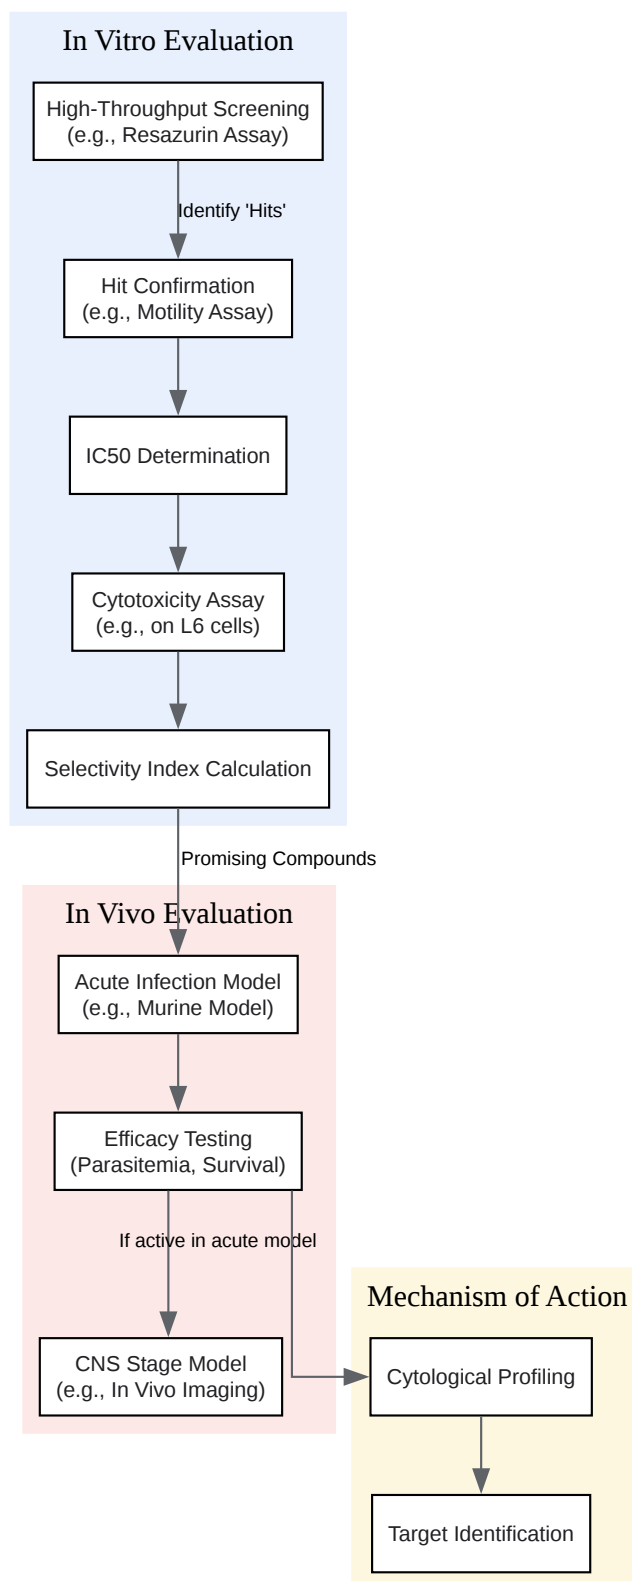 In Vitro Evaluation
High-Throughput Screening
(e.g., Resazurin Assay)
Identify 'Hits'
Hit Confirmation
(e.g., Motility Assay)
IC50 Determination
Cytotoxicity Assay
(e.g., on L6 cells)
Selectivity Index Calculation
Promising Compounds
In Vivo Evaluation
Acute Infection Model
(e.g., Murine Model)
Efficacy Testing
(Parasitemia, Survival)
If active in acute model
CNS Stage Model
(e.g., In Vivo Imaging)
Mechanism of Action
Cytological Profiling
Target Identification